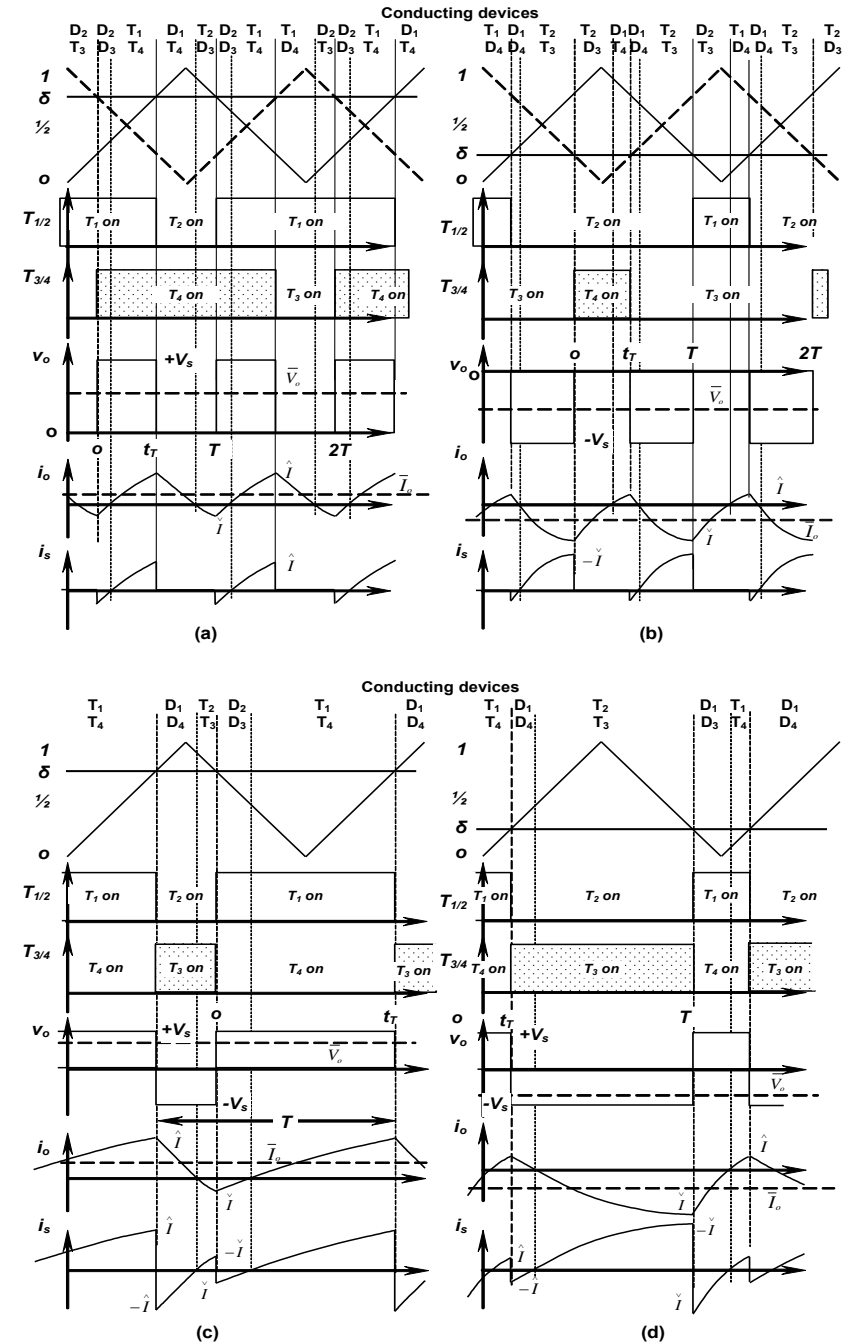 Conducting devices
D2 D2 T1 D1 T2 D2 T1 T1 T2 D2 T1 D1
T3 D3 T4 T4 D3 D3 T4 D4 T3 D3 T4 T4
1
δ
½
o
T1/2
T1 on T2 on T1 on
T3/4
T4 on T3 on T4 on
vo
+Vs
V̄o
o
o tT T 2T
io
Î
Īo
Ǐ
is
Î
(a)
T1 D1 T2 T2 D1 D1 T2 D2 T1 D1 T2 T2
D4 D4 T3 D3 T4 D4 T3 T3 D4 D4 T3 D3
1
½
δ
o
T1/2
T2 on T1 on T2 on
T3/4
T3 on T4 on T3 on
o tT T 2T
vo
o
V̄o
-Vs
io
Î
Ǐ
Īo
is
-Ǐ
(b)
Conducting devices
T1 D1 T2 D2 T1 D1
T4 D4 T3 D3 T4 D4
1
δ
½
o
T1/2
T1 on T2 on T1 on
T3/4
T4 on T3 on T4 on T3 on
o tT
vo
+Vs
V̄o
-Vs
T
io
Î
Īo
Ǐ
is
Î
-Ǐ
Ǐ
-Î
(c)
T1 D1 T2 D1 T1 D1
T4 D4 T3 D3 T4 D4
1
½
δ
o
T1/2
T1 on T2 on T1 on T2 on
T3/4
T4 on T3 on T4 on T3 on
o tT T
vo
+Vs
V̄o
-Vs
io
Î
Ǐ
Īo
is
-Ǐ
Î
-Î
Ǐ
(d)